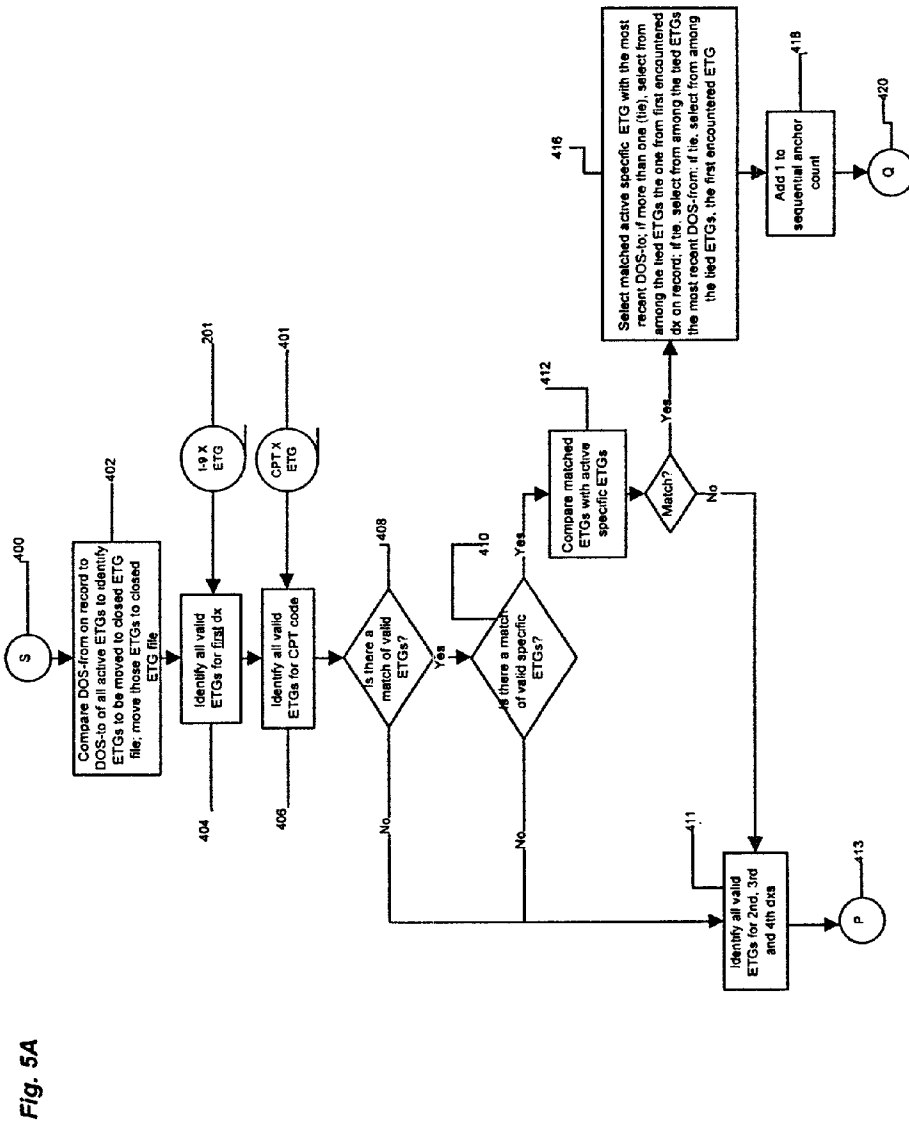 Fig. 5A
S
400
Compare DOS-from on record to
DOS-to of all active ETGs to identify
ETGs to be moved to closed ETG
file; move those ETGs to closed
ETG file
402
I-9 X
ETG
201
Identify all valid
ETGs for first dx
404
CPT X
ETG
401
Identify all valid
ETGs for CPT code
406
Is there a
match of valid
ETGs?
408
No
Yes
Is there a match
of valid specific
ETGs?
410
No
Yes
Compare matched
ETGs with active
specific ETGs
412
Match?
Yes
No
Identify all valid
ETGs for 2nd, 3rd
and 4th dxs
411
P
413
Select matched active specific ETG with the most
recent DOS-to; if more than one (tie), select from
among the tied ETGs the one from first encountered
dx on record; if tie, select from among the tied ETGs
the most recent DOS-from; if tie, select from among
the tied ETGs, the first encountered ETG
416
Add 1 to
sequential anchor
count
418
Q
420